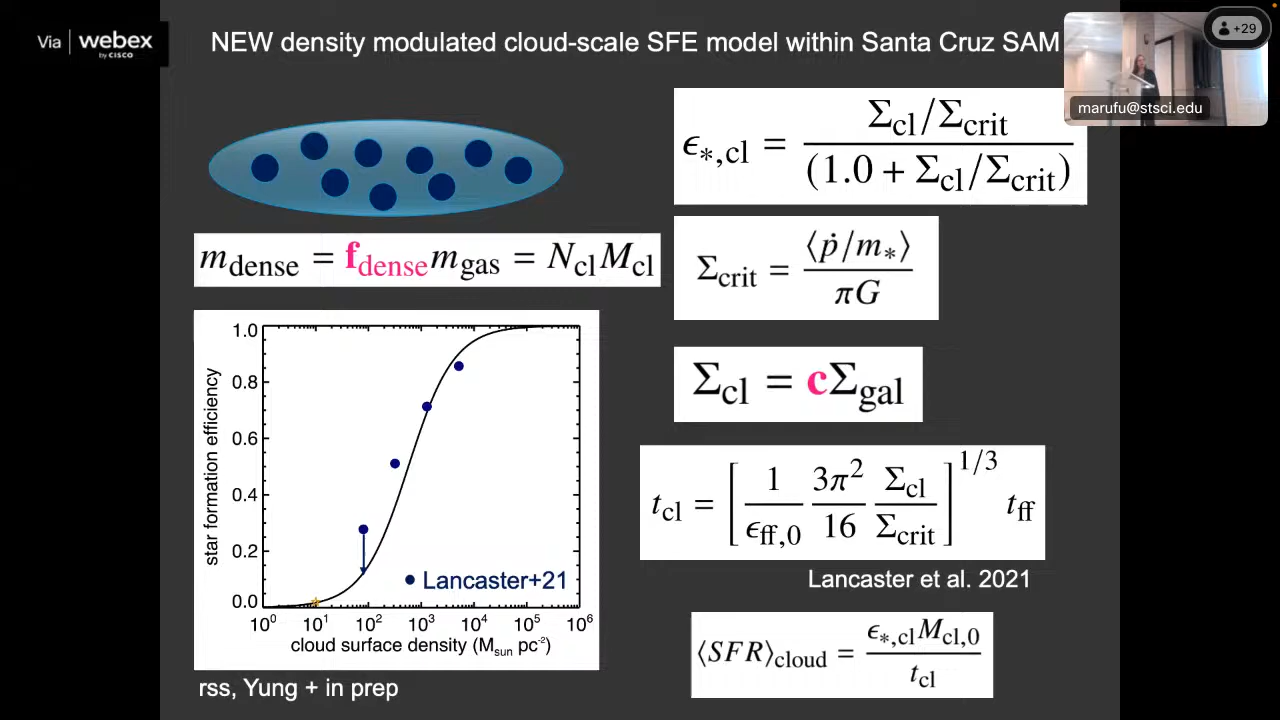 Via | webex
by CISCO
NEW density modulated cloud-scale SFE model within Santa Cruz SAM
+29
marufu@stsci.edu
ϵ*,cl = Σcl/Σcrit / (1.0 + Σcl/Σcrit)
mdense = fdense mgas = Ncl Mcl
Σcrit = ⟨ṗ/m*⟩ / πG
Σcl = cΣgal
tcl = [1/ϵff,0 3π²/16 Σcl/Σcrit]^1/3 tff
Lancaster et al. 2021
⟨SFR⟩cloud = ϵ*,cl Mcl,0 / tcl
star formation efficiency
1.0
0.8
0.6
0.4
0.2
0.0
Lancaster+21
10⁰ 10¹ 10² 10³ 10⁴ 10⁵ 10⁶
cloud surface density (Msun pc⁻²)
rss, Yung + in prep